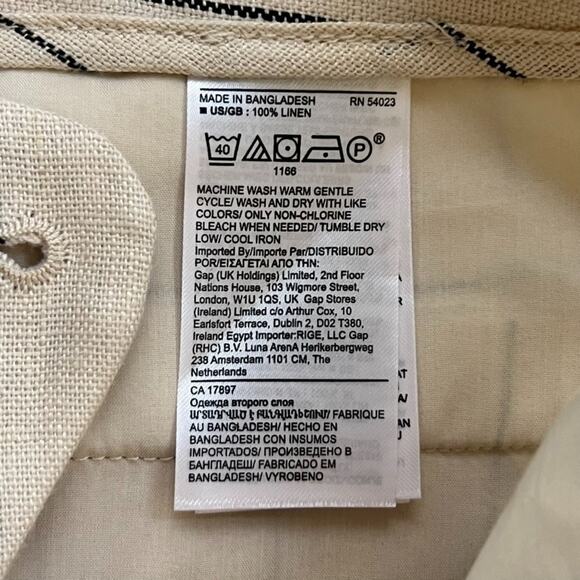 MADE IN BANGLADESH RN 54023
■ US/GB : 100% LINEN
40 P ®
1166
MACHINE WASH WARM GENTLE
CYCLE/ WASH AND DRY WITH LIKE
COLORS/ ONLY NON-CHLORINE
BLEACH WHEN NEEDED/ TUMBLE DRY
LOW/ COOL IRON
Imported By/Importe Par/DISTRIBUIDO
POR/ΕΙΣΑΓΕΤΑΙ ΑΠΟ ΤΗΝ:
Gap (UK Holdings) Limited, 2nd Floor
Nations House, 103 Wigmore Street,
London, W1U 1QS, UK Gap Stores
(Ireland) Limited c/o Arthur Cox, 10
Earlsfort Terrace, Dublin 2, D02 T380,
Ireland Egypt Importer:RIGE, LLC Gap
(RHC) B.V. Luna ArenA Herikerbergweg
238 Amsterdam 1101 CM, The
Netherlands
CA 17897
Одежда второго слоя
ԱՐՏԱԴՐՎԱԾ Է ԲԱՆԳԼԱԴԵՇՈՒՄ/ FABRIQUE
AU BANGLADESH/ HECHO EN
BANGLADESH CON INSUMOS
IMPORTADOS/ ПРОИЗВЕДЕНО В
БАНГЛАДЕШ/ FABRICADO EM
BANGLADESH/ VYROBENO